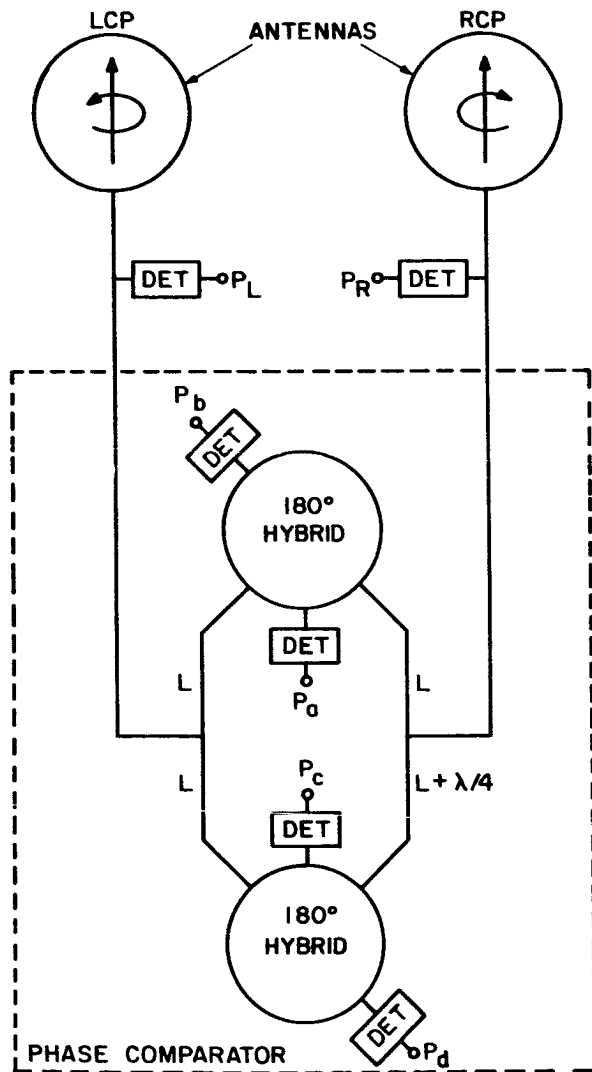 LCP
ANTENNAS
RCP
DET
P_L
P_R
DET
P_b
DET
180°
HYBRID
DET
P_a
L
L
L
L + λ/4
P_c
DET
180°
HYBRID
DET
P_d
PHASE COMPARATOR